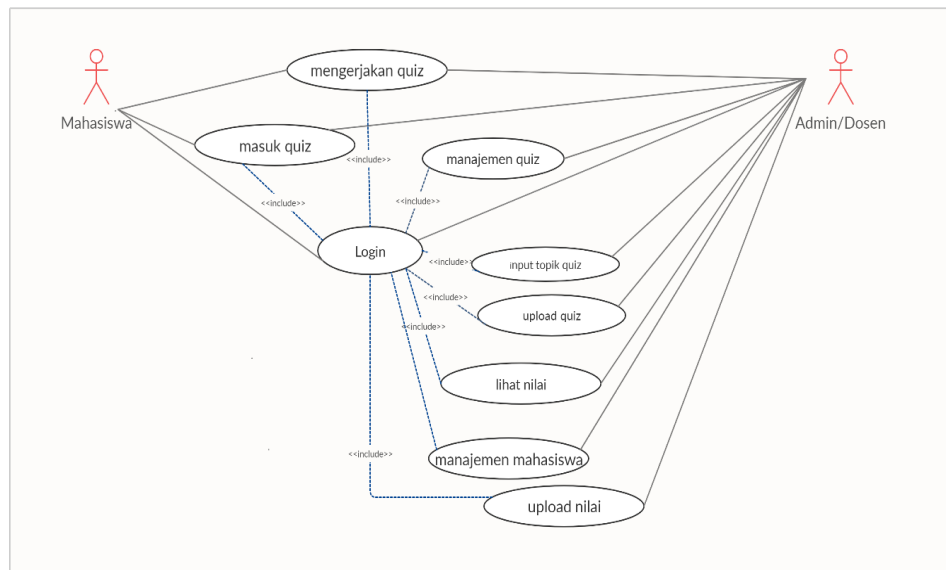 mengerjakan quiz
Mahasiswa
Admin/Dosen
masuk quiz
<<include>>
manajemen quiz
<<include>>
<<include>>
Login
<<include>>
input topik quiz
<<include>>
upload quiz
<<include>>
lihat nilai
<<include>>
manajemen mahasiswa
upload nilai